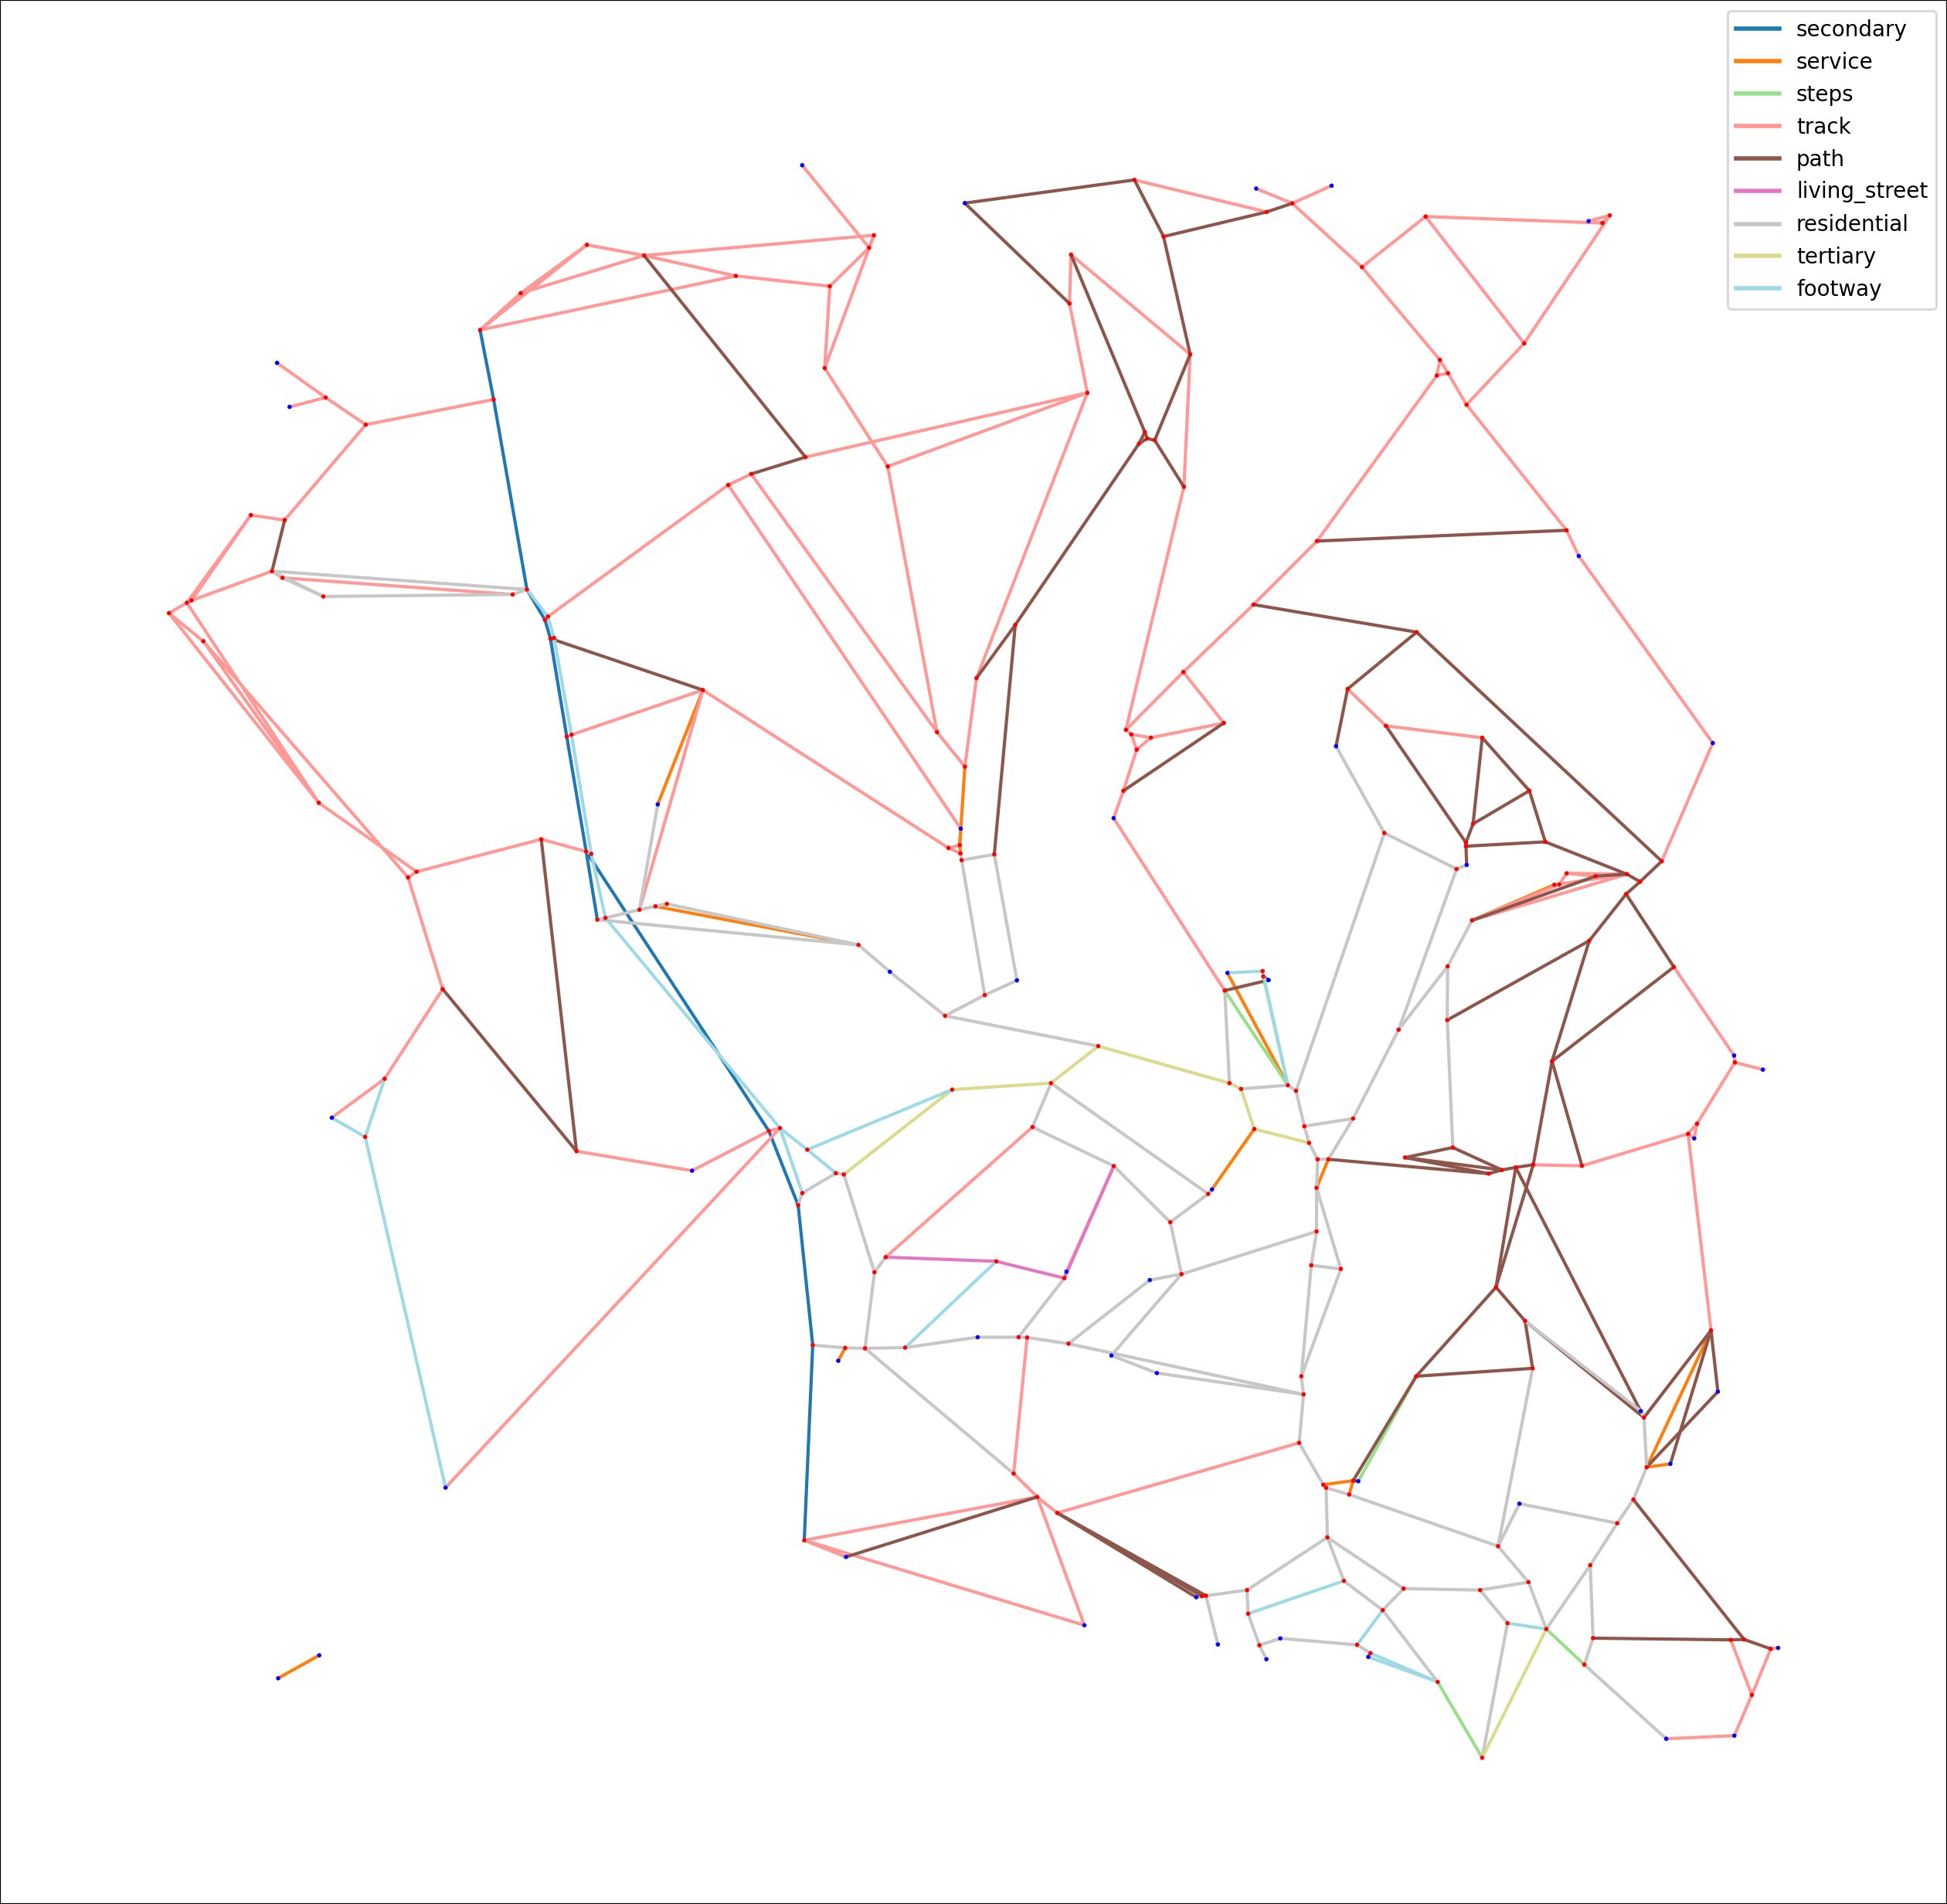 secondary
service
steps
track
path
living_street
residential
tertiary
footway